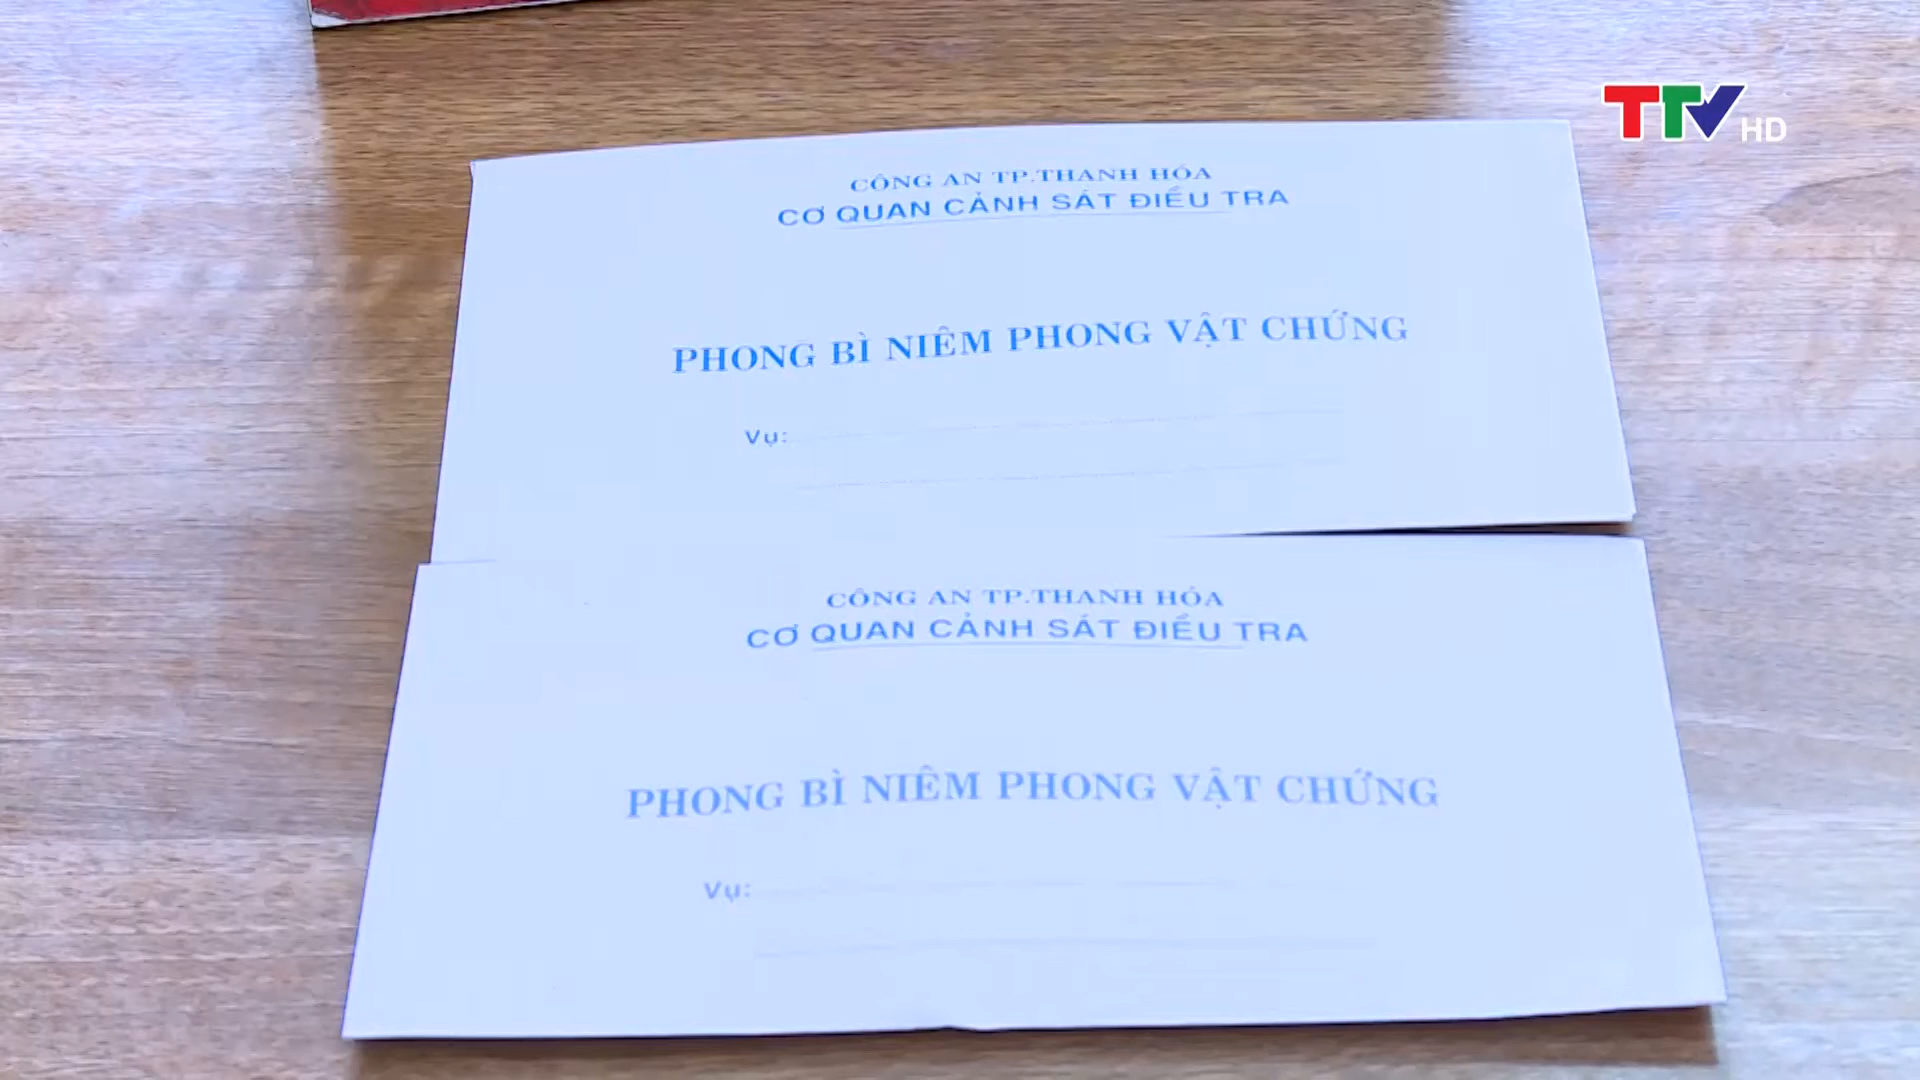 TTV HD
CÔNG AN TP.THANH HÓA
CƠ QUAN CẢNH SÁT ĐIỀU TRA
PHONG BÌ NIÊM PHONG VẬT CHỨNG
Vụ:
CÔNG AN TP.THANH HÓA
CƠ QUAN CẢNH SÁT ĐIỀU TRA
PHONG BÌ NIÊM PHONG VẬT CHỨNG
Vụ: